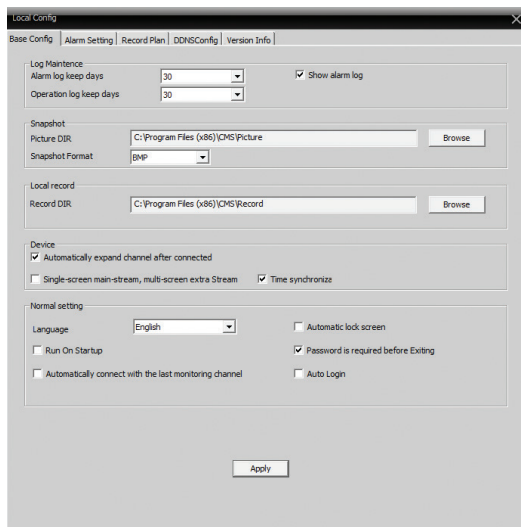 Local Config
Base Config Alarm Setting Record Plan DDNSConfig Version Info
Log Maintence
Alarm log keep days 30 Show alarm log
Operation log keep days 30
Snapshot
Picture DIR C:\Program Files (x86)\CMS\Picture Browse
Snapshot Format BMP
Local record
Record DIR C:\Program Files (x86)\CMS\Record Browse
Device
Automatically expand channel after connected
Single-screen main-stream, multi-screen extra Stream Time synchronize
Normal setting
Language English Automatic lock screen
Run On Startup Password is required before Exiting
Automatically connect with the last monitoring channel Auto Login
Apply